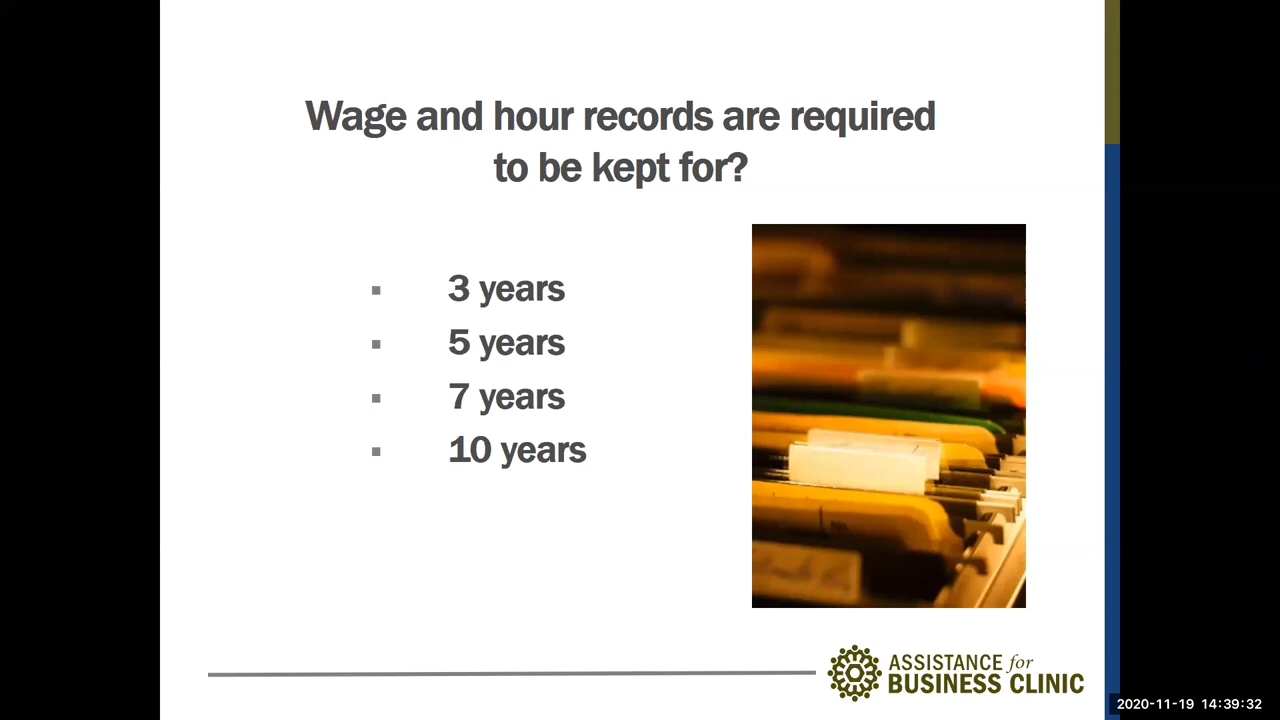 Wage and hour records are required
to be kept for?
▪ 3 years
▪ 5 years
▪ 7 years
▪ 10 years
ASSISTANCE for
BUSINESS CLINIC
2020-11-19 14:39:32